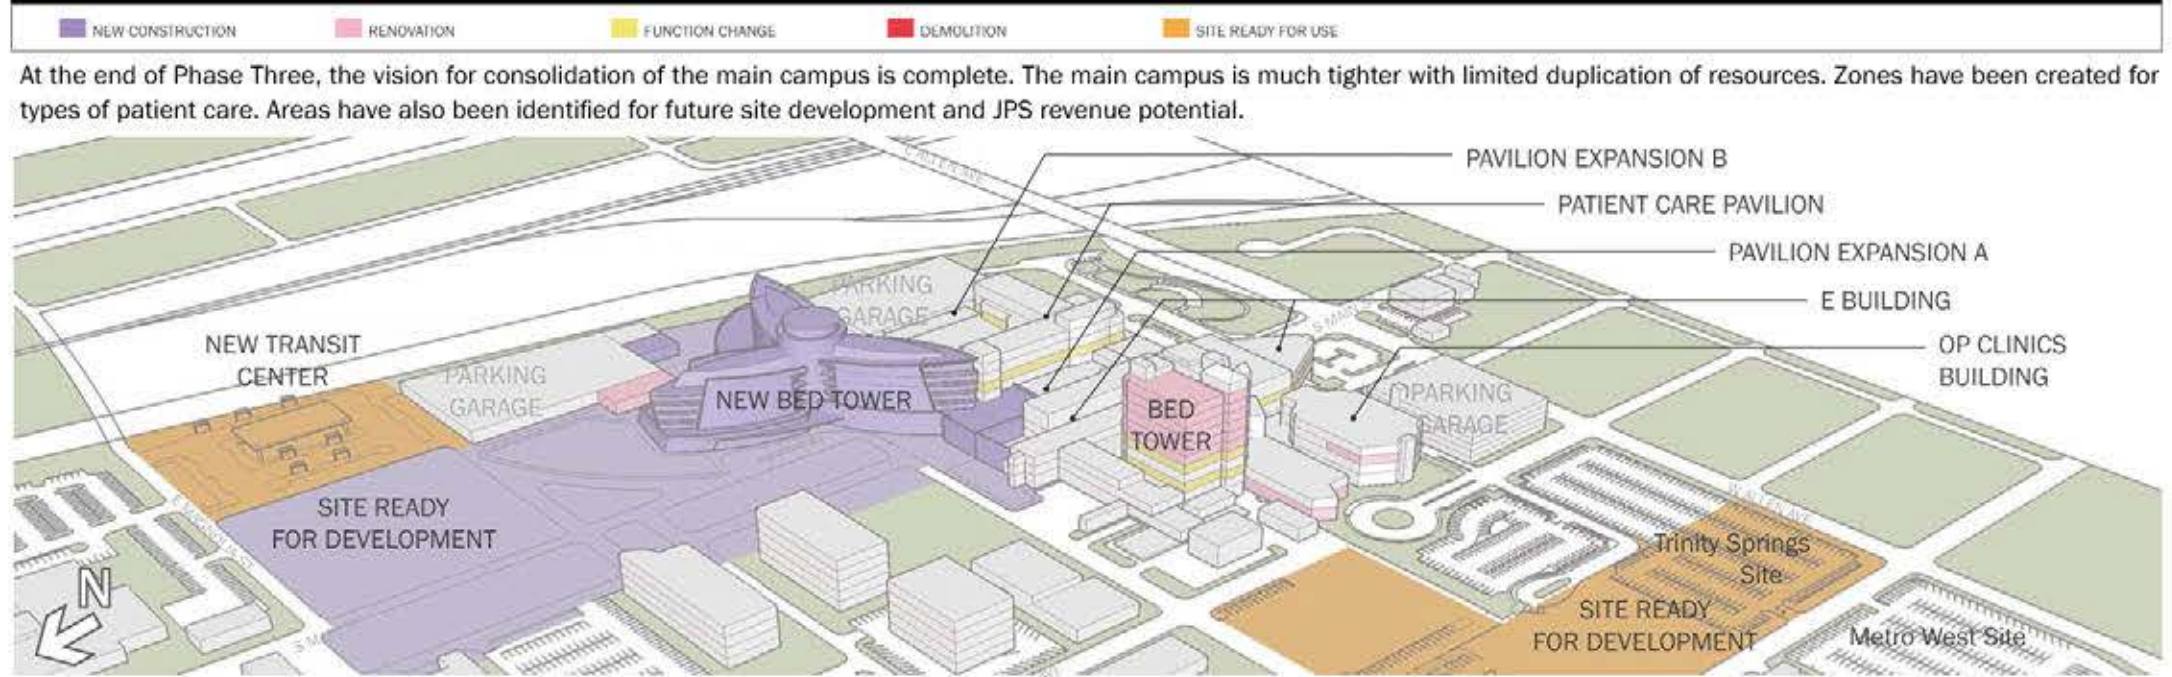 NEW CONSTRUCTION
RENOVATION
FUNCTION CHANGE
DEMOLITION
SITE READY FOR USE
At the end of Phase Three, the vision for consolidation of the main campus is complete. The main campus is much tighter with limited duplication of resources. Zones have been created for
types of patient care. Areas have also been identified for future site development and JPS revenue potential.
PAVILION EXPANSION B
PATIENT CARE PAVILION
PAVILION EXPANSION A
E BUILDING
OP CLINICS
BUILDING
PARKING
GARAGE
NEW TRANSIT
CENTER
PARKING
GARAGE
NEW BED TOWER
BED
TOWER
PARKING
GARAGE
SITE READY
FOR DEVELOPMENT
Trinity Springs
Site
SITE READY
FOR DEVELOPMENT
Metro West Site
N